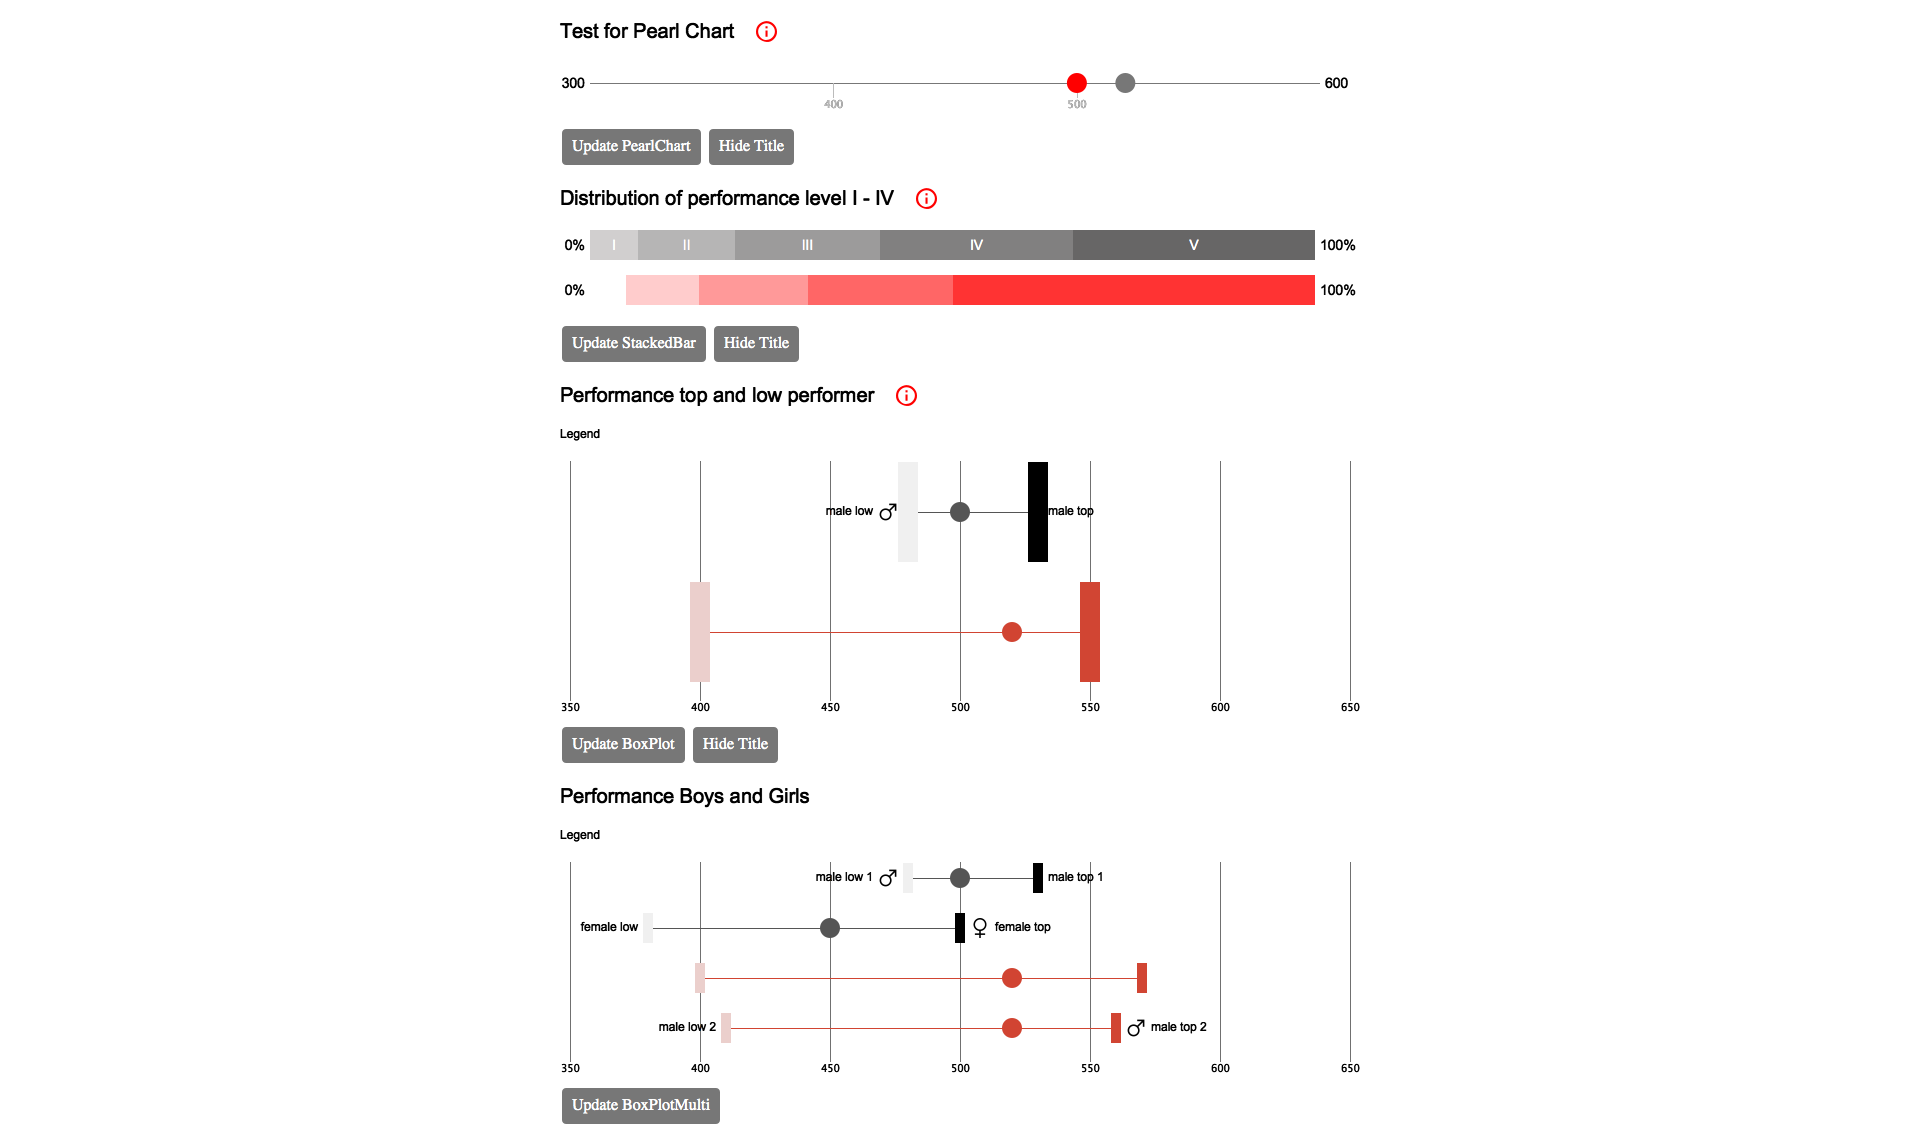 Test for Pearl Chart
300 600
400 500
Update PearlChart Hide Title
Distribution of performance level I - IV
0% I II III IV V 100%
0% 100%
Update StackedBar Hide Title
Performance top and low performer
Legend
male low male top
350 400 450 500 550 600 650
Update BoxPlot Hide Title
Performance Boys and Girls
Legend
male low 1 male top 1
female low female top
male low 2 male top 2
350 400 450 500 550 600 650
Update BoxPlotMulti